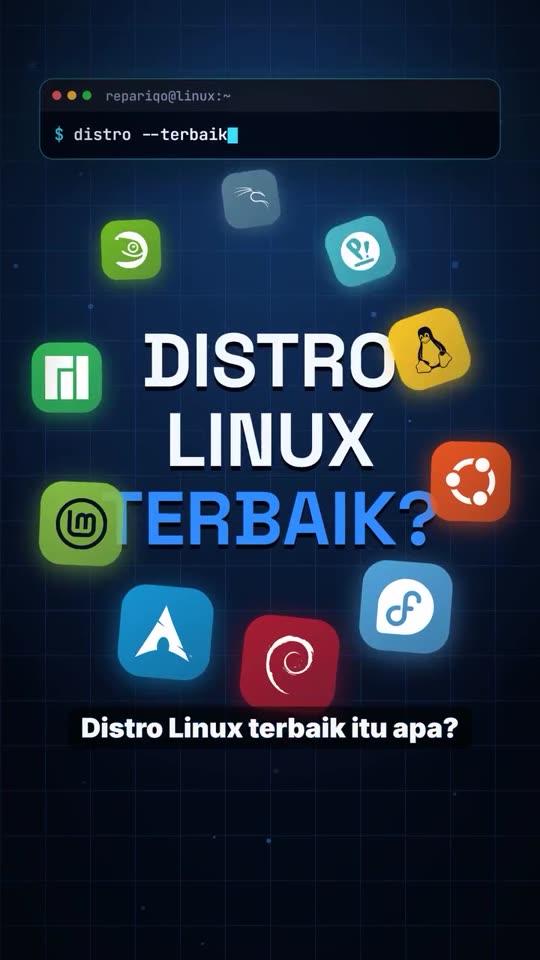 repariqo@linux:~
$ distro --terbaik
DISTRO
LINUX
TERBAIK?
Distro Linux terbaik itu apa?